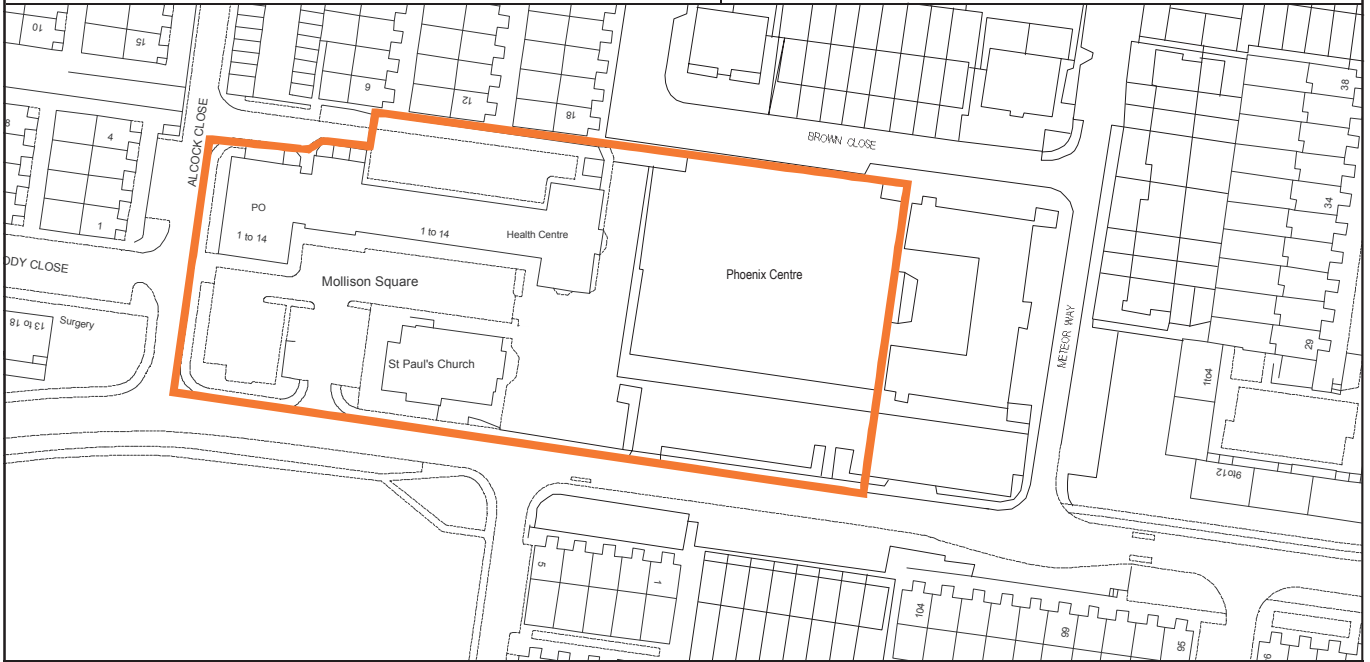 10
15
6
12
18
38
ALCOCK CLOSE
BROWN CLOSE
8
4
1
34
PO
1 to 14
1 to 14
Health Centre
ODY CLOSE
Mollison Square
Phoenix Centre
METEOR WAY
13 to 18
Surgery
29
St Paul's Church
1to4
9to12
5
1
104
99
95
9